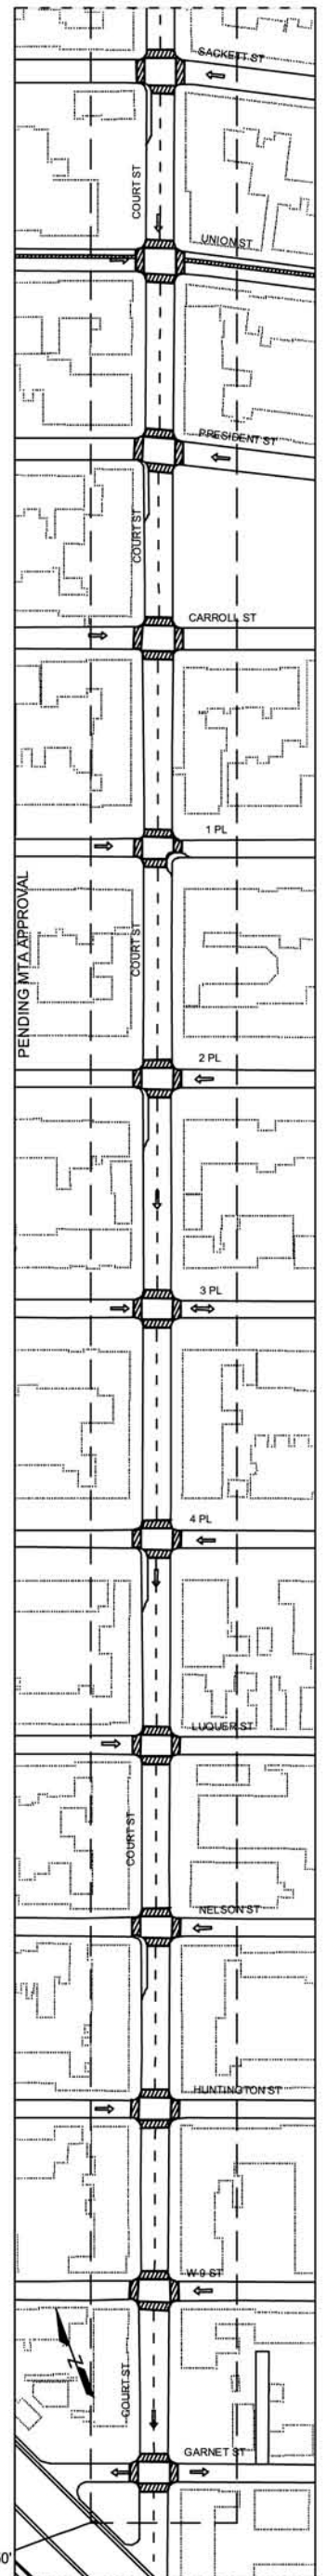 SACKETT ST
COURT ST
UNION ST
PRESIDENT ST
COURT ST
CARROLL ST
1 PL
PENDING MTA APPROVAL
COURT ST
2 PL
3 PL
4 PL
LUQUER ST
COURT ST
NELSON ST
HUNTINGTON ST
W 9 ST
N
COURT ST
GARNET ST